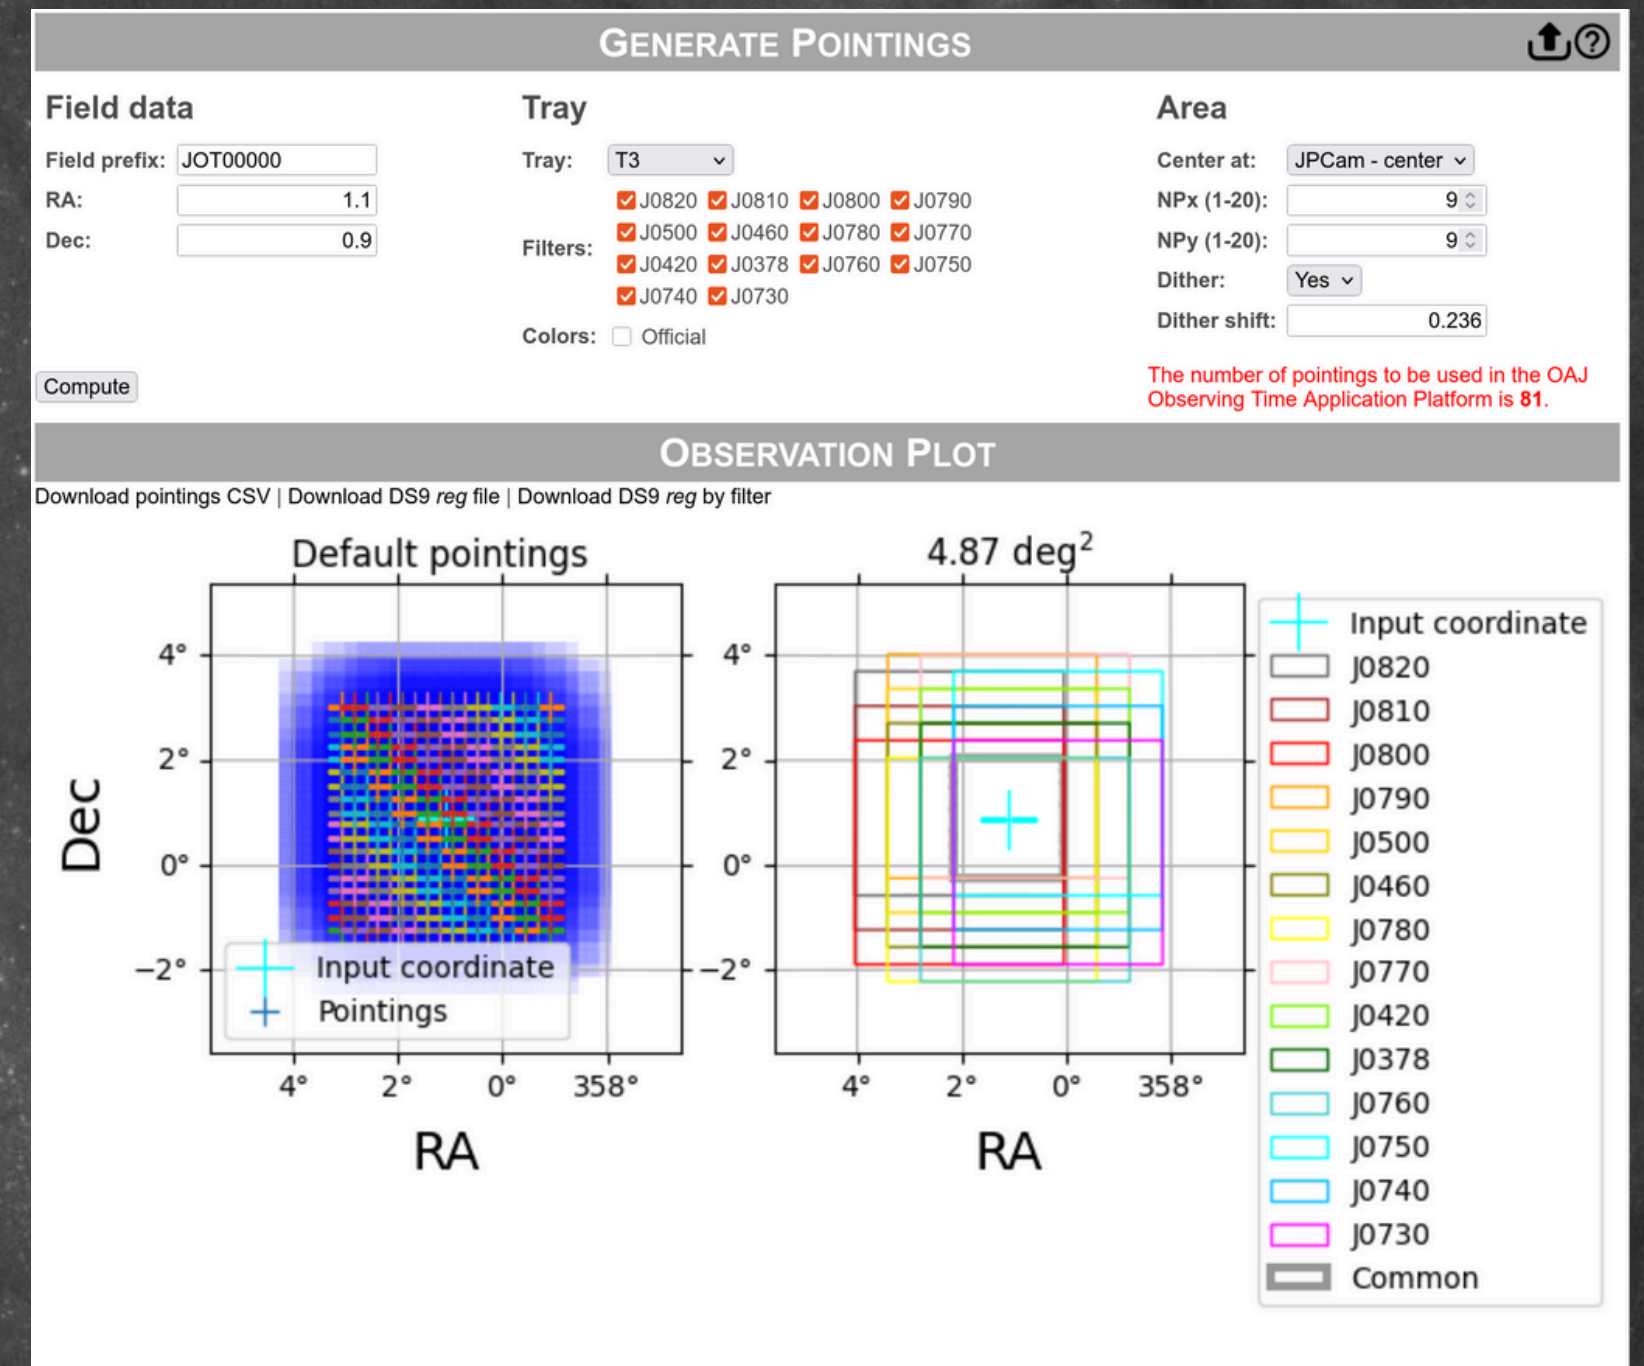 GENERATE POINTINGS
Field data
Field prefix: JOT00000
RA: 1.1
Dec: 0.9
Compute
Tray
Tray: T3
Filters:
J0820 J0810 J0800 J0790
J0500 J0460 J0780 J0770
J0420 J0378 J0760 J0750
J0740 J0730
Colors: Official
Area
Center at: JPCam - center
NPx (1-20): 9
NPy (1-20): 9
Dither: Yes
Dither shift: 0.236
The number of pointings to be used in the OAJ
Observing Time Application Platform is 81.
OBSERVATION PLOT
Download pointings CSV | Download DS9 reg file | Download DS9 reg by filter
Default pointings
Dec
4°
2°
0°
−2°
Input coordinate
Pointings
4° 2° 0° 358°
RA
4.87 deg²
4°
2°
0°
−2°
4° 2° 0° 358°
RA
Input coordinate
J0820
J0810
J0800
J0790
J0500
J0460
J0780
J0770
J0420
J0378
J0760
J0750
J0740
J0730
Common